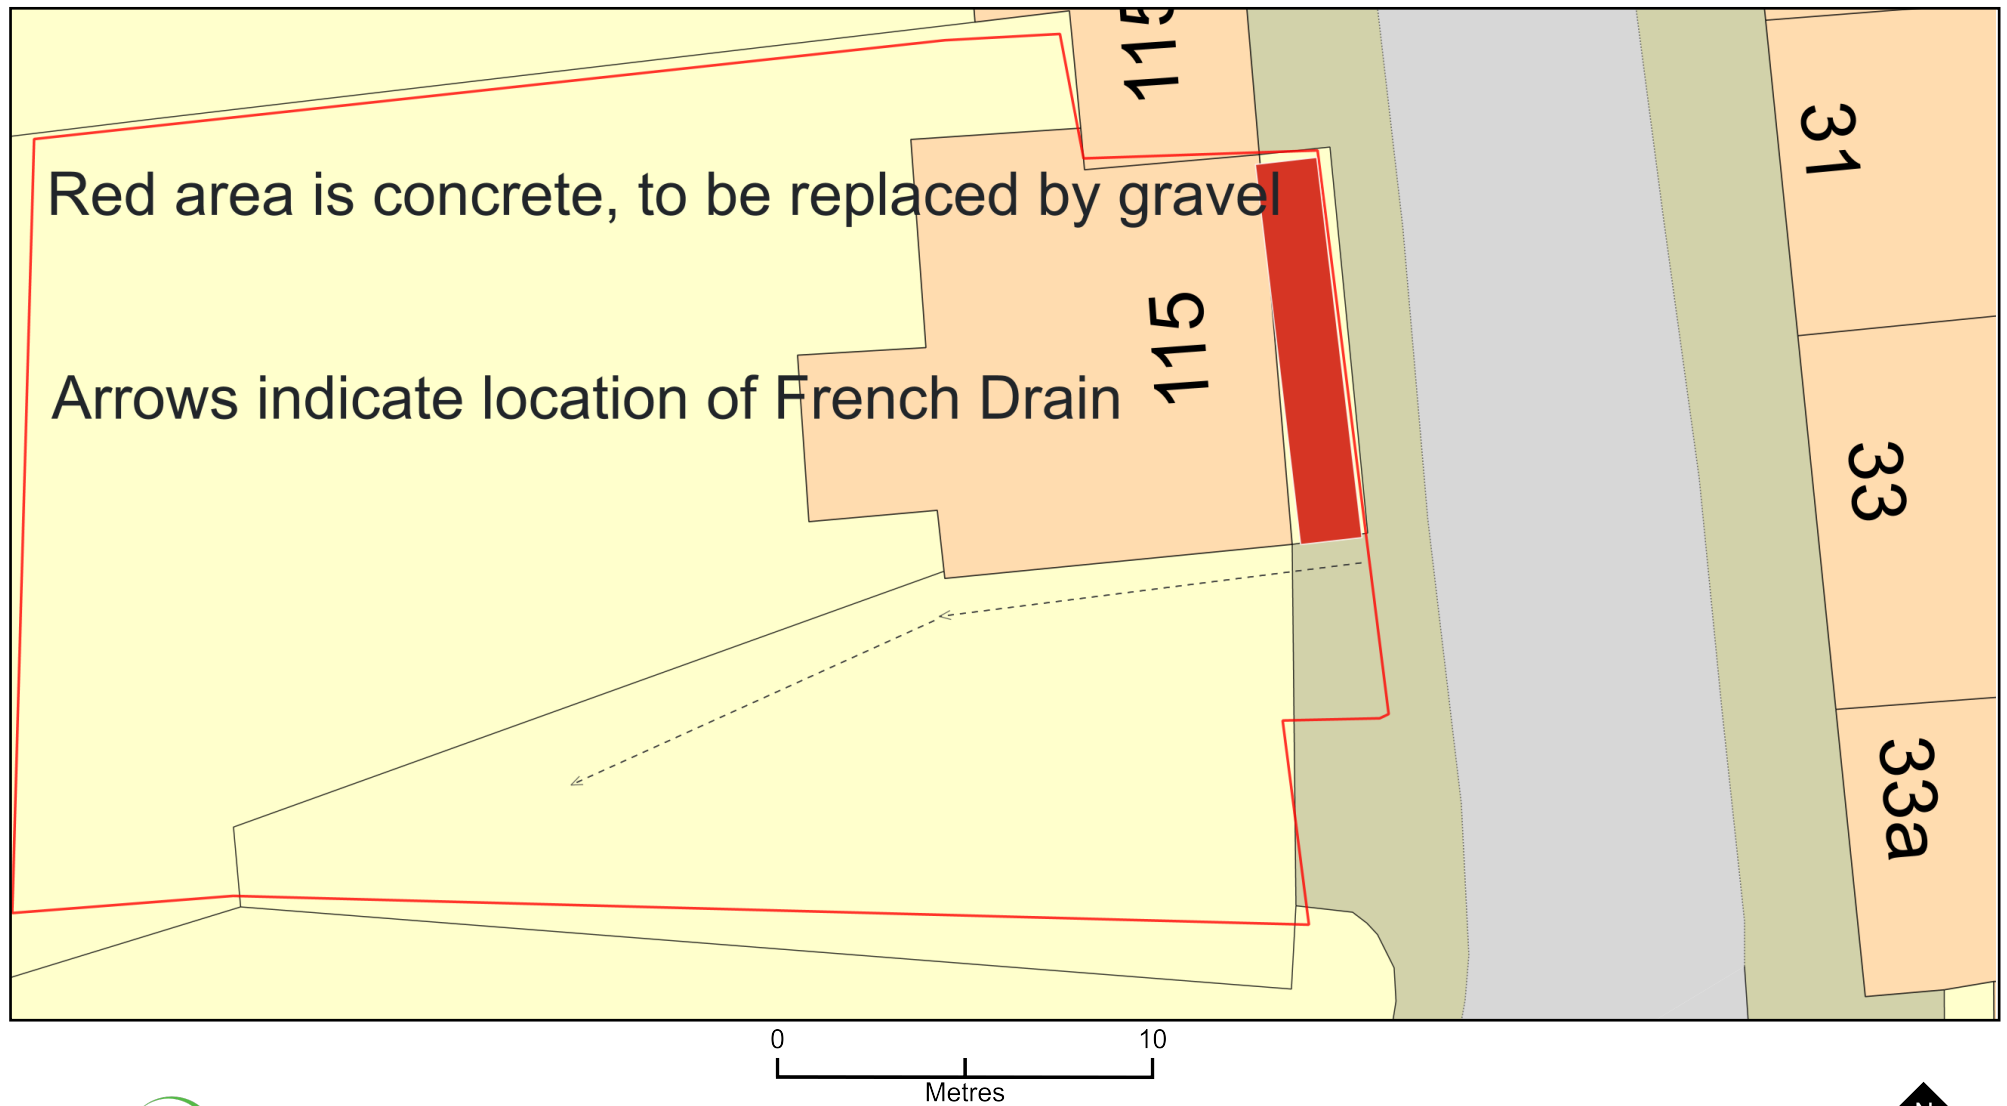 115
31
Red area is concrete, to be replaced by gravel
115
Arrows indicate location of French Drain
33
33a
0 10
Metres
N